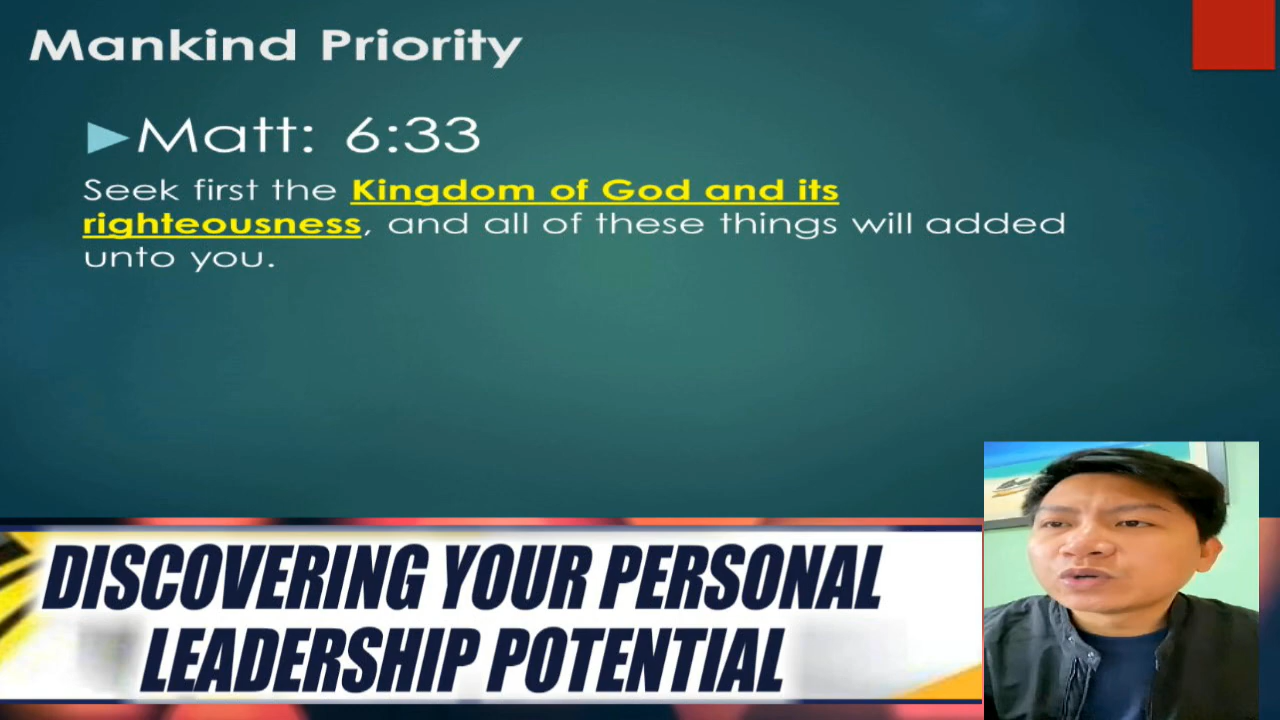 Mankind Priority
►Matt: 6:33
Seek first the Kingdom of God and its
righteousness, and all of these things will added
unto you.
DISCOVERING YOUR PERSONAL
LEADERSHIP POTENTIAL